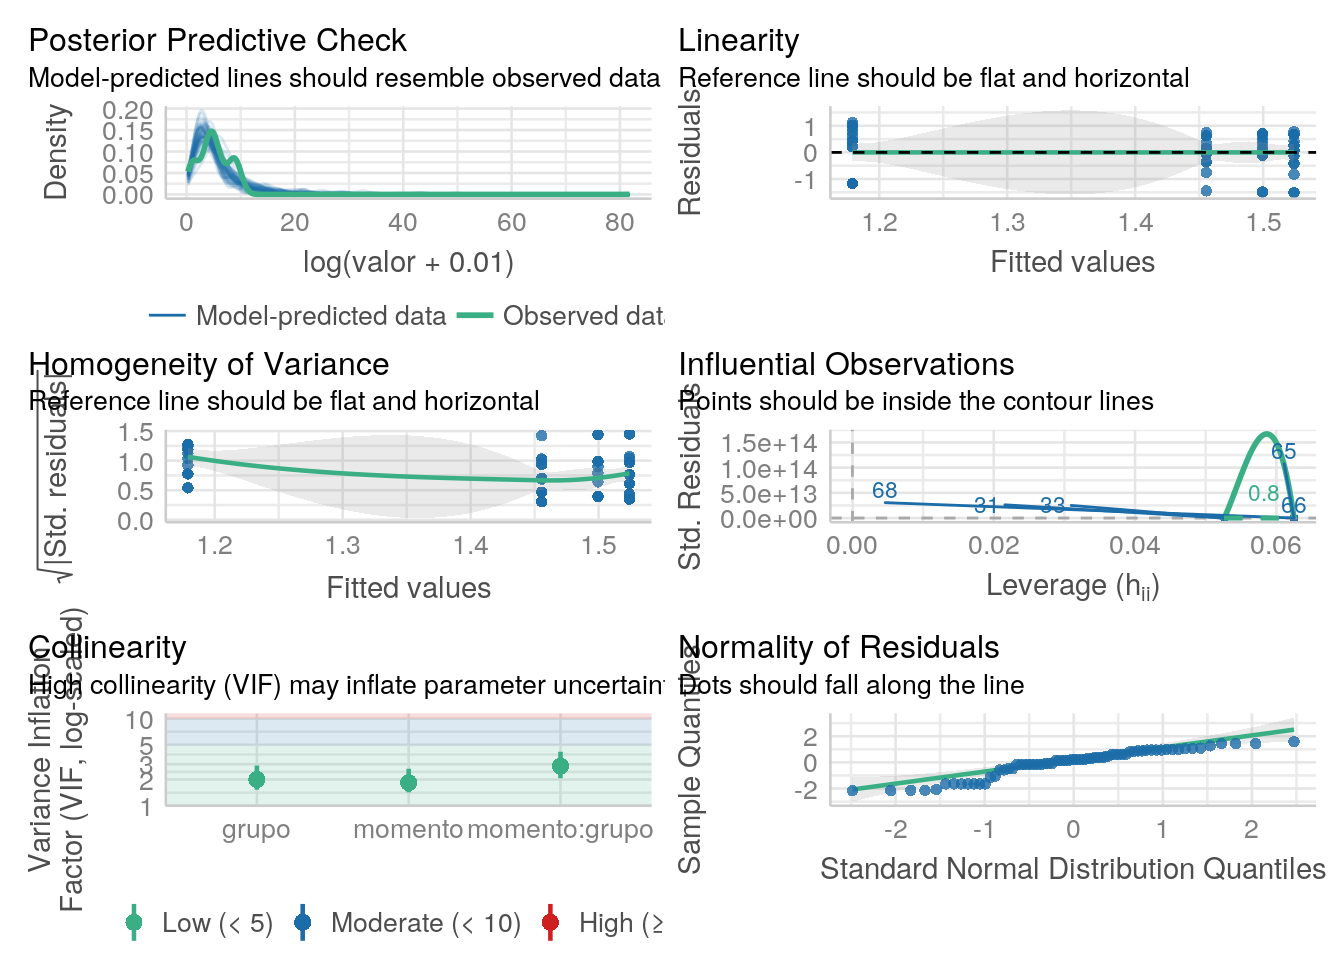 Posterior Predictive Check
Model-predicted lines should resemble observed data
Density
0.20
0.15
0.10
0.05
0.00
0 20 40 60 80
log(valor + 0.01)
Model-predicted data Observed data
Linearity
Reference line should be flat and horizontal
Residuals
1
0
-1
1.2 1.3 1.4 1.5
Fitted values
Homogeneity of Variance
Reference line should be flat and horizontal
√|Std. residuals|
1.5
1.0
0.5
0.0
1.2 1.3 1.4 1.5
Fitted values
Influential Observations
Points should be inside the contour lines
Std. Residuals
1.5e+14
1.0e+14
5.0e+13
0.0e+00
65
0.8
68
31 33 66
0.00 0.02 0.04 0.06
Leverage (hii)
Collinearity
High collinearity (VIF) may inflate parameter uncertain
Variance Inflation
Factor (VIF, log-scaled)
10
5
3
2
1
grupo momento momento:grupo
Low (< 5) Moderate (< 10) High (≥
Normality of Residuals
Dots should fall along the line
Sample Quantiles
2
0
-2
-2 -1 0 1 2
Standard Normal Distribution Quantiles